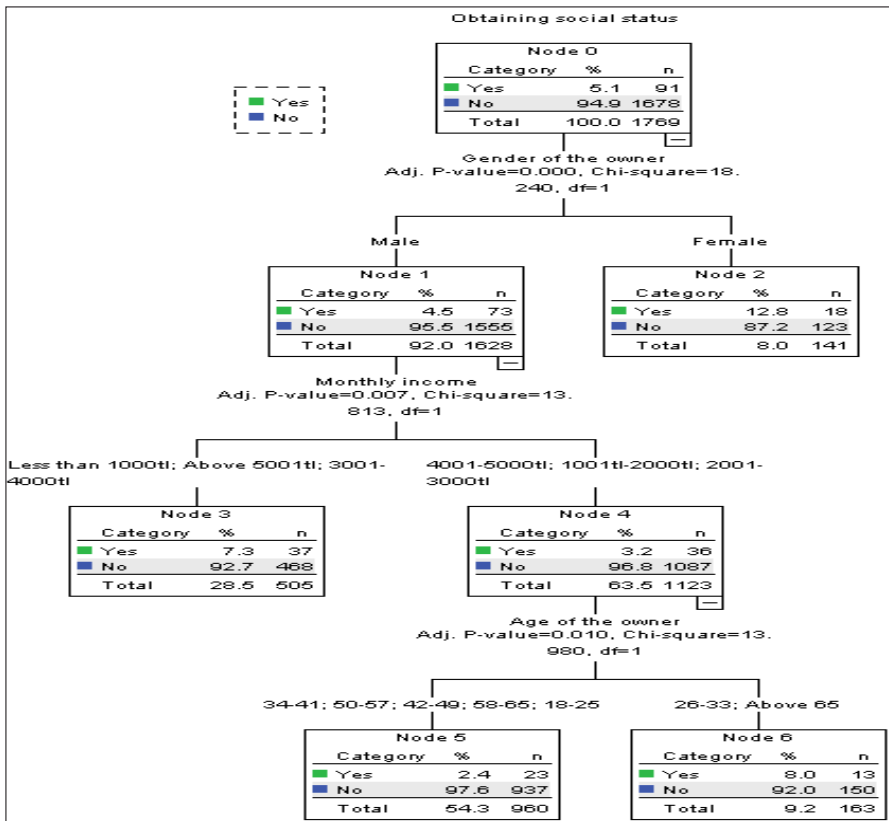 Obtaining social status
Yes
No
Node 0
Category % n
Yes 5.1 91
No 94.9 1678
Total 100.0 1769
Gender of the owner
Adj. P-value=0.000, Chi-square=18.
240, df=1
Male
Female
Node 1
Category % n
Yes 4.5 73
No 95.5 1555
Total 92.0 1628
Node 2
Category % n
Yes 12.8 18
No 87.2 123
Total 8.0 141
Monthly income
Adj. P-value=0.007, Chi-square=13.
813, df=1
Less than 1000tl; Above 5001tl; 3001-
4000tl
4001-5000tl; 1001tl-2000tl; 2001-
3000tl
Node 3
Category % n
Yes 7.3 37
No 92.7 468
Total 28.5 505
Node 4
Category % n
Yes 3.2 36
No 96.8 1087
Total 63.5 1123
Age of the owner
Adj. P-value=0.010, Chi-square=13.
980, df=1
34-41; 50-57; 42-49; 58-65; 18-25
26-33; Above 65
Node 5
Category % n
Yes 2.4 23
No 97.6 937
Total 54.3 960
Node 6
Category % n
Yes 8.0 13
No 92.0 150
Total 9.2 163